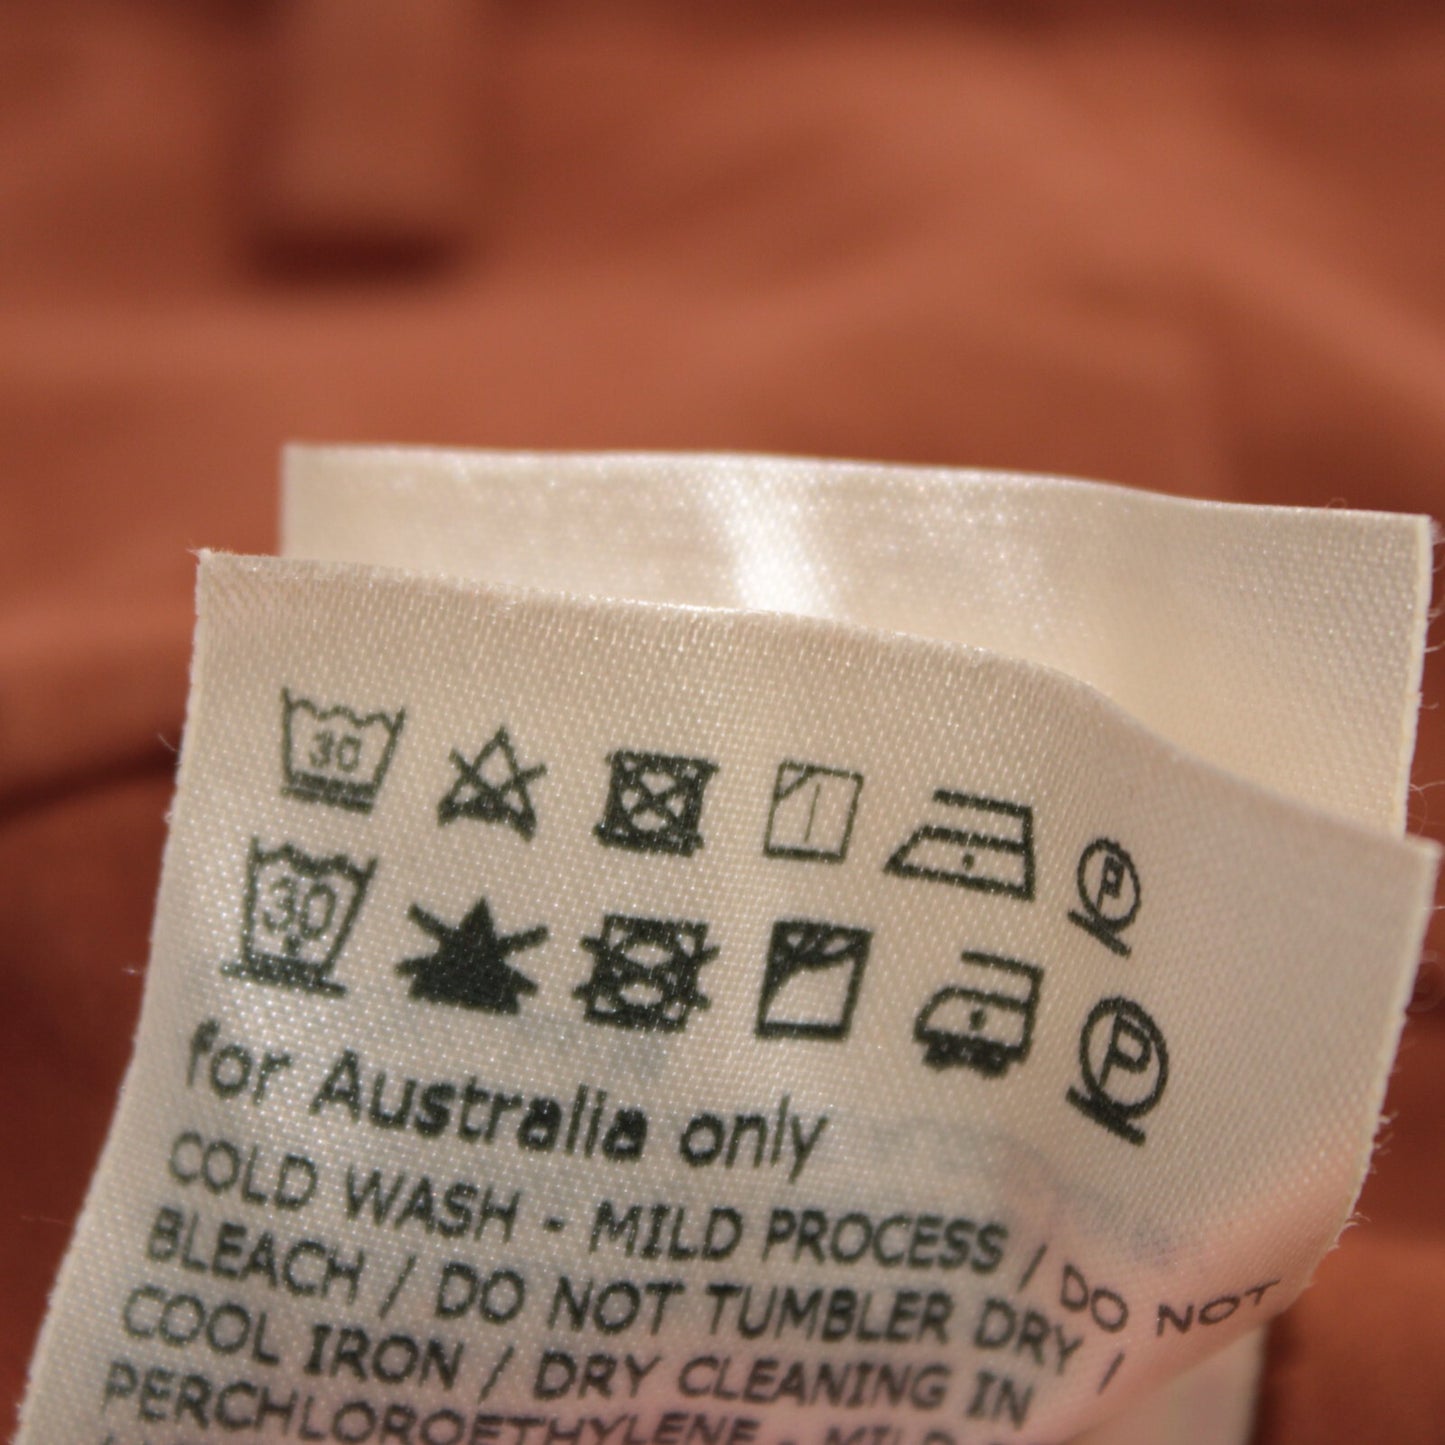 30 P
30 P
for Australia only
COLD WASH - MILD PROCESS / DO NOT
BLEACH / DO NOT TUMBLER DRY /
COOL IRON / DRY CLEANING IN
PERCHLOROETHYLENE - MILD